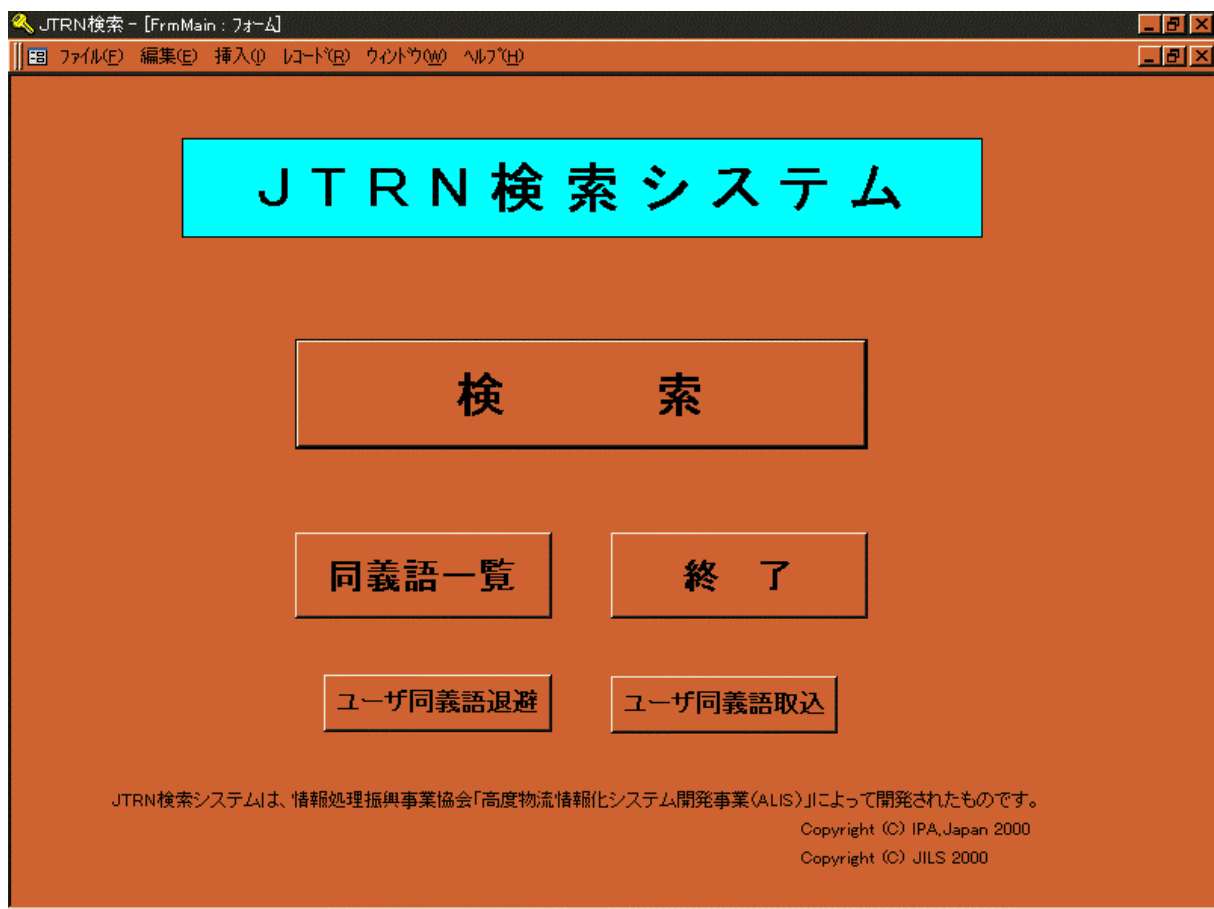 JTRN検索 - [FrmMain : フォーム]
ファイル(F) 編集(E) 挿入(I) レコード(R) ウィンドウ(W) ヘルプ(H)
JTRN検索システム
検 索
同義語一覧 終 了
ユーザ同義語退避 ユーザ同義語取込
JTRN検索システムは、情報処理振興事業協会「高度物流情報化システム開発事業(ALIS)」によって開発されたものです。
Copyright (C) IPA,Japan 2000
Copyright (C) JILS 2000